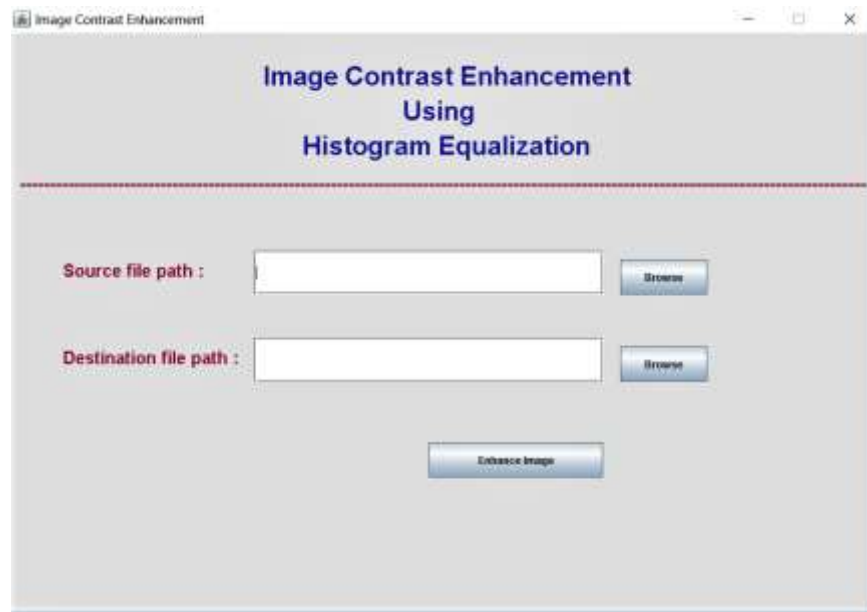 Image Contrast Enhancement
Image Contrast Enhancement
Using
Histogram Equalization
Source file path :
Browse
Destination file path :
Browse
Enhance Image